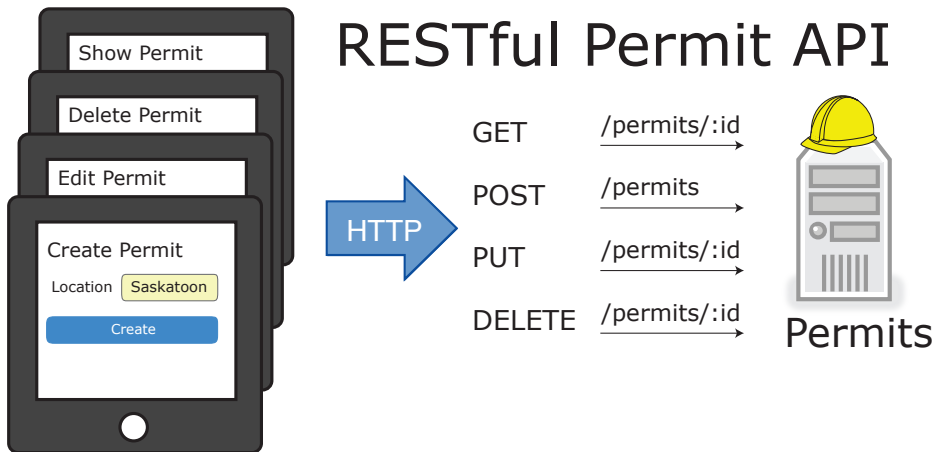 RESTful Permit API
Show Permit
Delete Permit
Edit Permit
Create Permit
Location Saskatoon
Create
HTTP
GET /permits/:id
POST /permits
PUT /permits/:id
DELETE /permits/:id
Permits